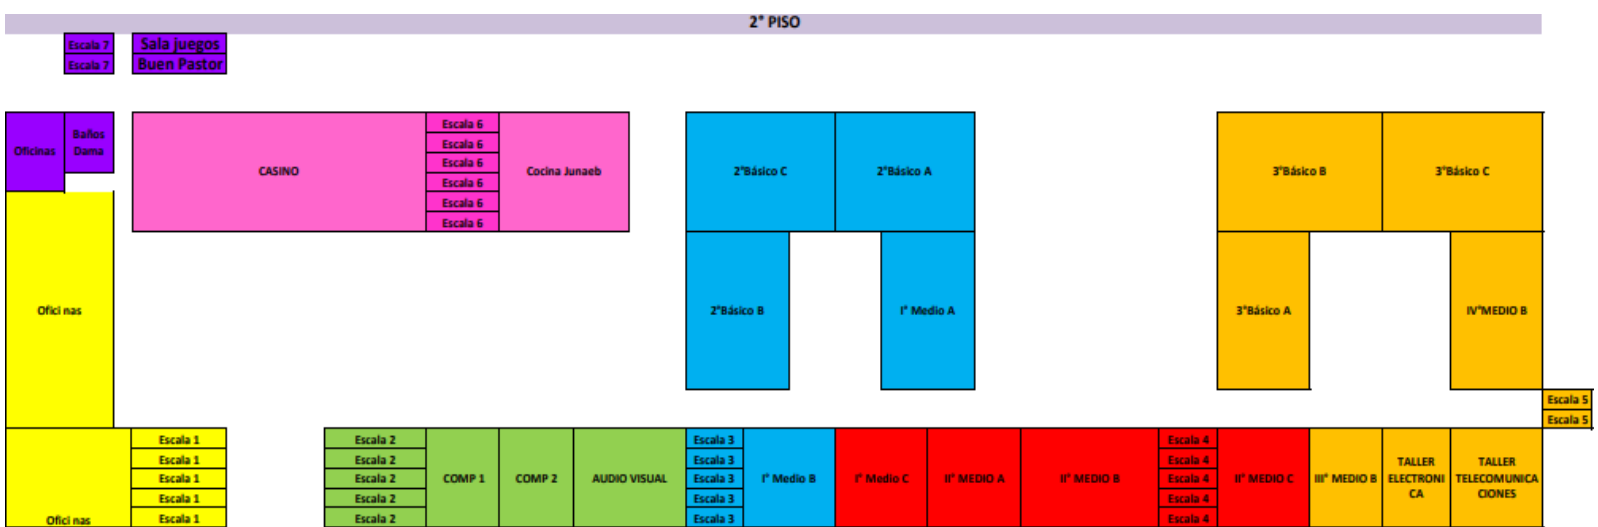 2° PISO
Escala 7
Sala juegos
Escala 7
Buen Pastor
Oficinas
Baños
Dama
CASINO
Escala 6
Escala 6
Escala 6
Escala 6
Escala 6
Escala 6
Cocina Junaeb
2°Básico C
2°Básico A
3°Básico B
3°Básico C
Ofici nas
2°Básico B
I° Medio A
3°Básico A
IV°MEDIO B
Escala 5
Escala 5
Ofici nas
Escala 1
Escala 1
Escala 1
Escala 1
Escala 1
Escala 2
Escala 2
Escala 2
Escala 2
Escala 2
COMP 1
COMP 2
AUDIO VISUAL
Escala 3
Escala 3
Escala 3
Escala 3
Escala 3
I° Medio B
I° Medio C
II° MEDIO A
II° MEDIO B
Escala 4
Escala 4
Escala 4
Escala 4
Escala 4
II° MEDIO C
III° MEDIO B
TALLER
ELECTRONI
CA
TALLER
TELECOMUNICA
CIONES